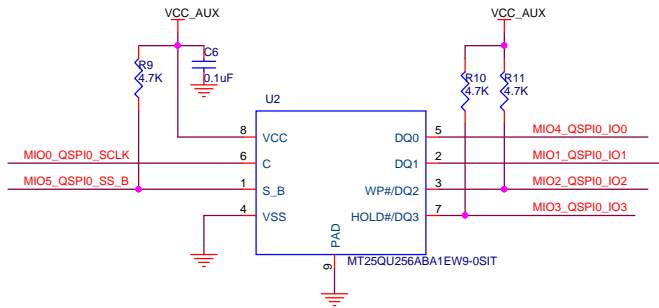 VCC_AUX
VCC_AUX
R9
4.7K
C6
0.1uF
R10
4.7K
R11
4.7K
U2
8
VCC
DQ0
5
MIO4_QSPI0_IO0
MIO0_QSPI0_SCLK
6
C
DQ1
2
MIO1_QSPI0_IO1
MIO5_QSPI0_SS_B
1
S_B
WP#/DQ2
3
MIO2_QSPI0_IO2
4
VSS
HOLD#/DQ3
7
MIO3_QSPI0_IO3
PAD
9
MT25QU256ABA1EW9-0SIT